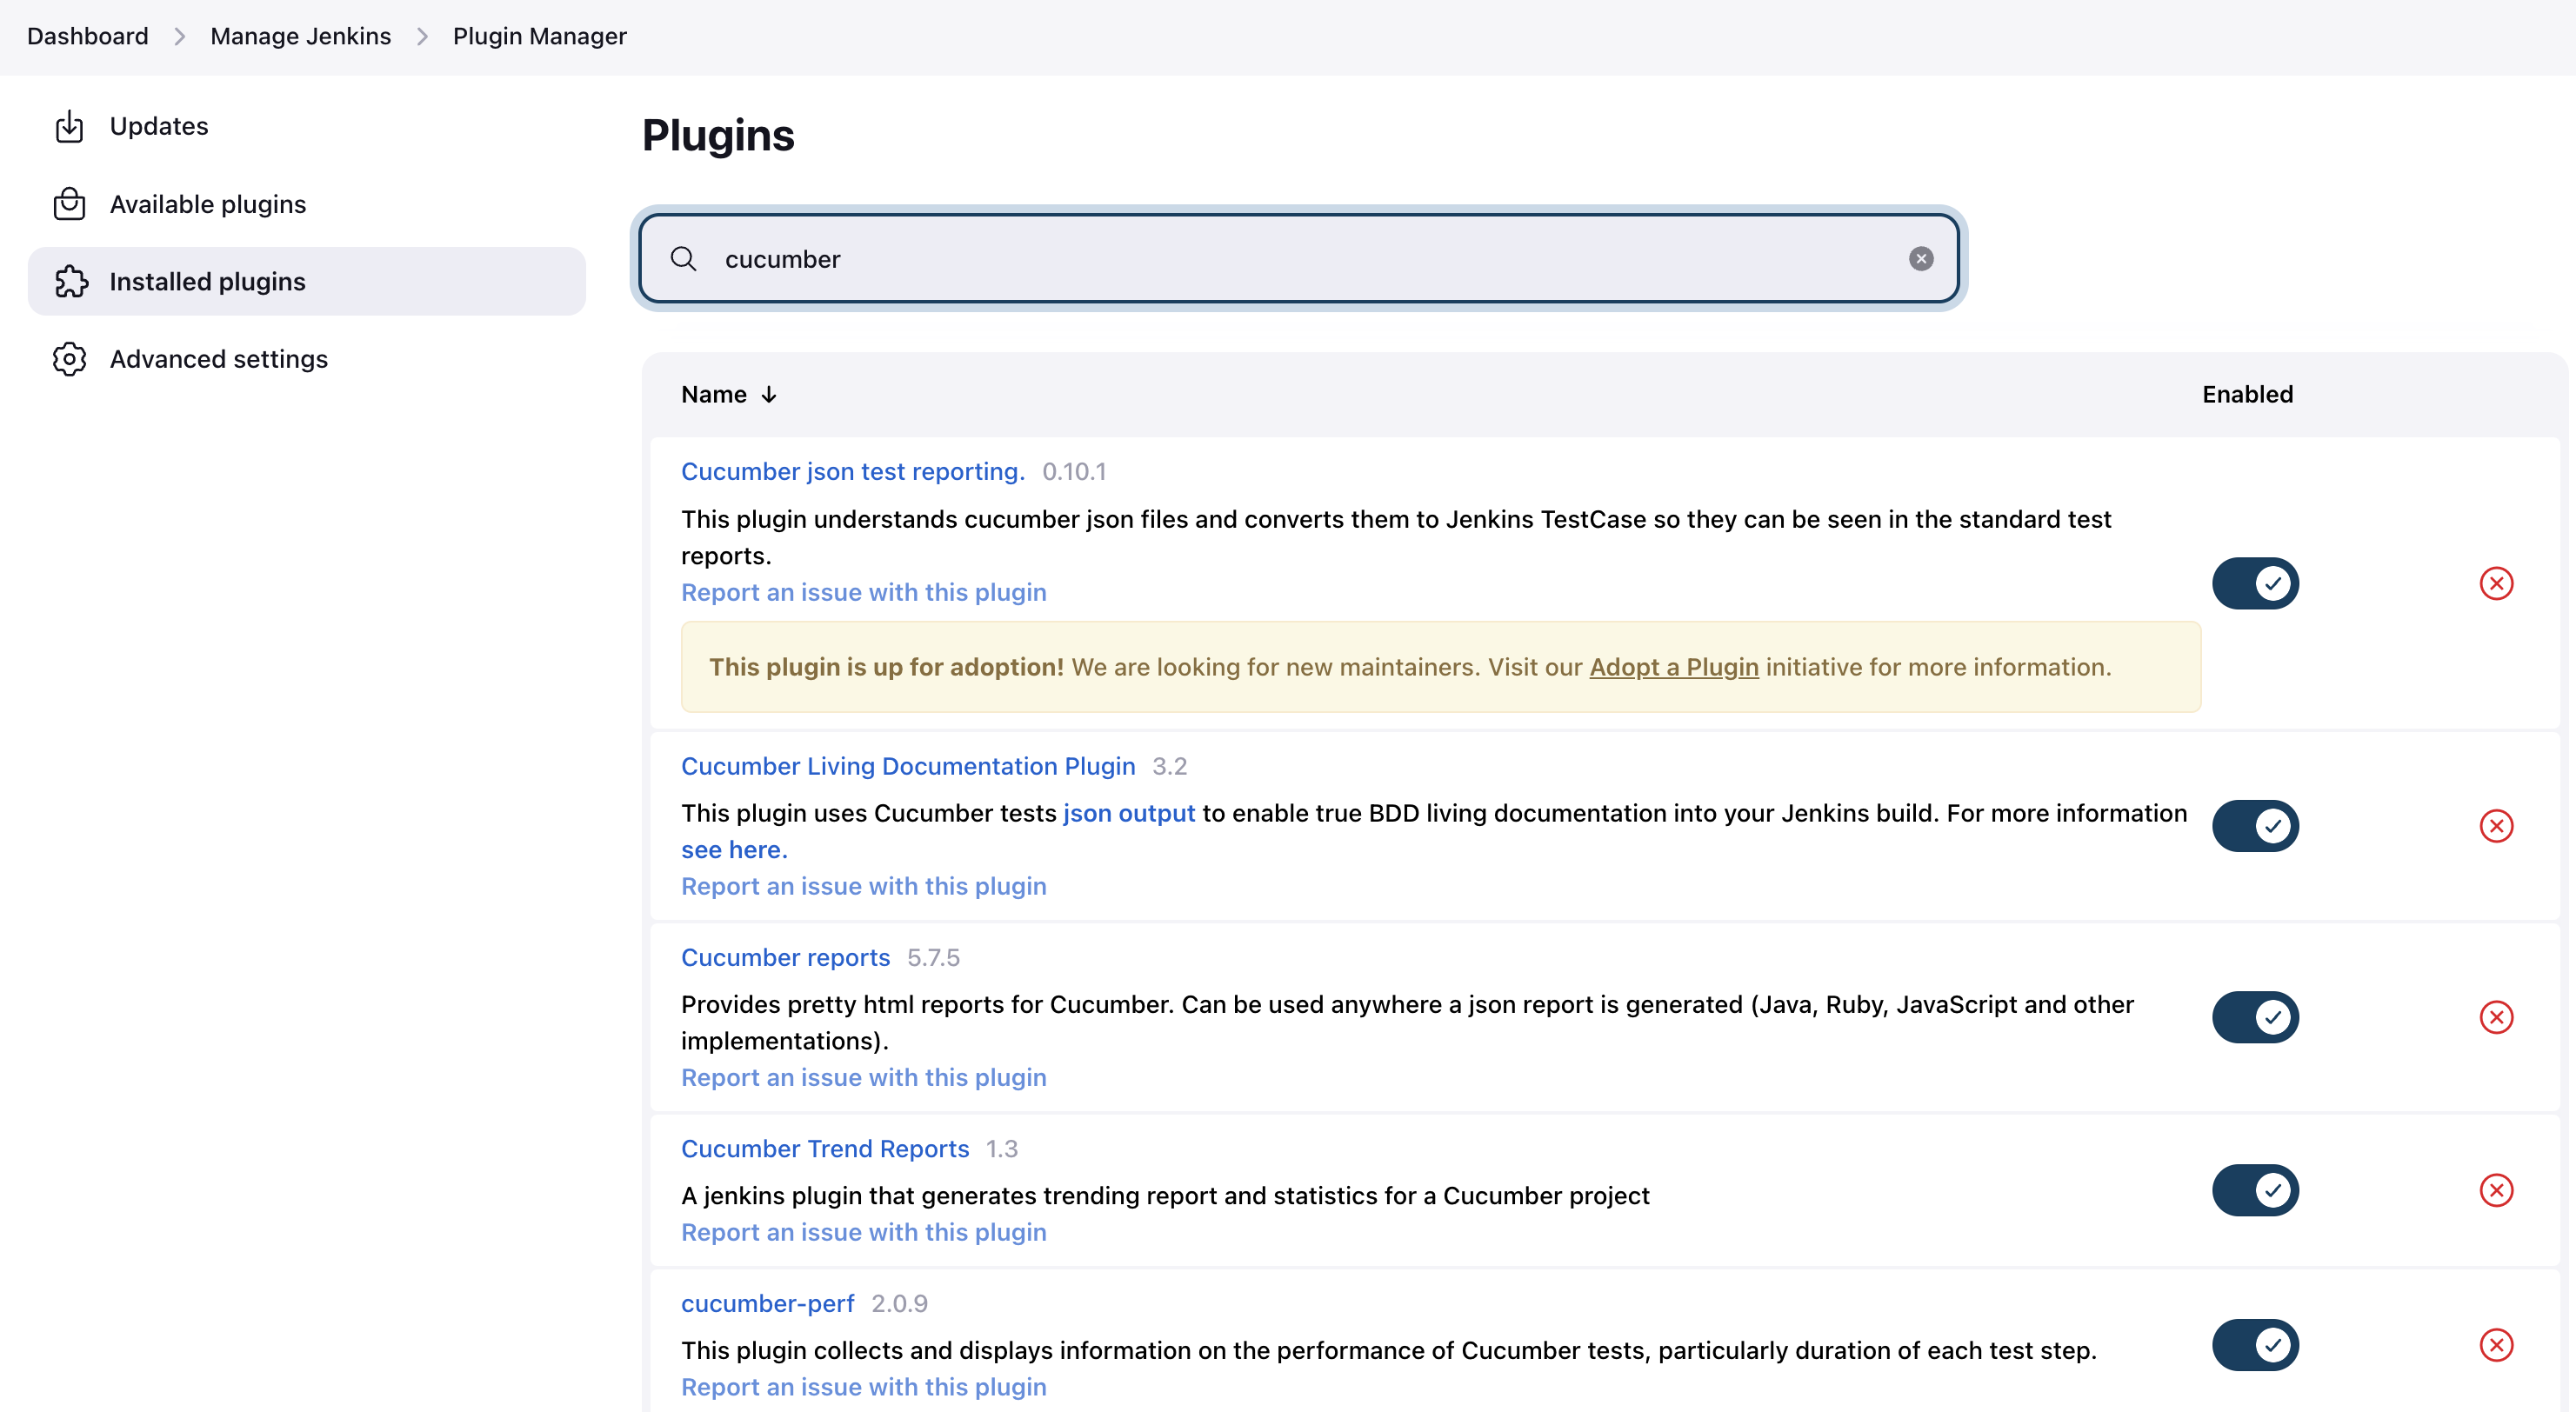 Dashboard > Manage Jenkins > Plugin Manager
Updates
Available plugins
Installed plugins
Advanced settings
Plugins
cucumber
Name ↓ Enabled
Cucumber json test reporting. 0.10.1
This plugin understands cucumber json files and converts them to Jenkins TestCase so they can be seen in the standard test
reports.
Report an issue with this plugin
This plugin is up for adoption! We are looking for new maintainers. Visit our Adopt a Plugin initiative for more information.
Cucumber Living Documentation Plugin 3.2
This plugin uses Cucumber tests json output to enable true BDD living documentation into your Jenkins build. For more information
see here.
Report an issue with this plugin
Cucumber reports 5.7.5
Provides pretty html reports for Cucumber. Can be used anywhere a json report is generated (Java, Ruby, JavaScript and other
implementations).
Report an issue with this plugin
Cucumber Trend Reports 1.3
A jenkins plugin that generates trending report and statistics for a Cucumber project
Report an issue with this plugin
cucumber-perf 2.0.9
This plugin collects and displays information on the performance of Cucumber tests, particularly duration of each test step.
Report an issue with this plugin